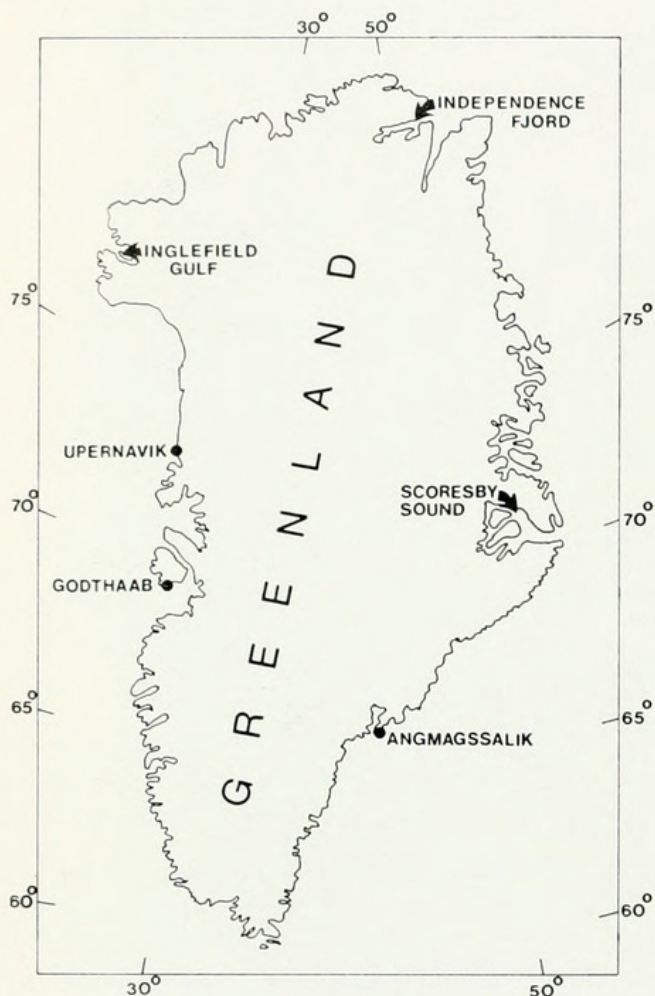 30° 50°
INDEPENDENCE
FJORD
INGLEFIELD
GULF
75° 75°
UPERNAVIK
SCORESBY
SOUND
70° 70°
GODTHAAB
65° 65°
ANGMAGSSALIK
GREENLAND
60° 60°
30° 50°